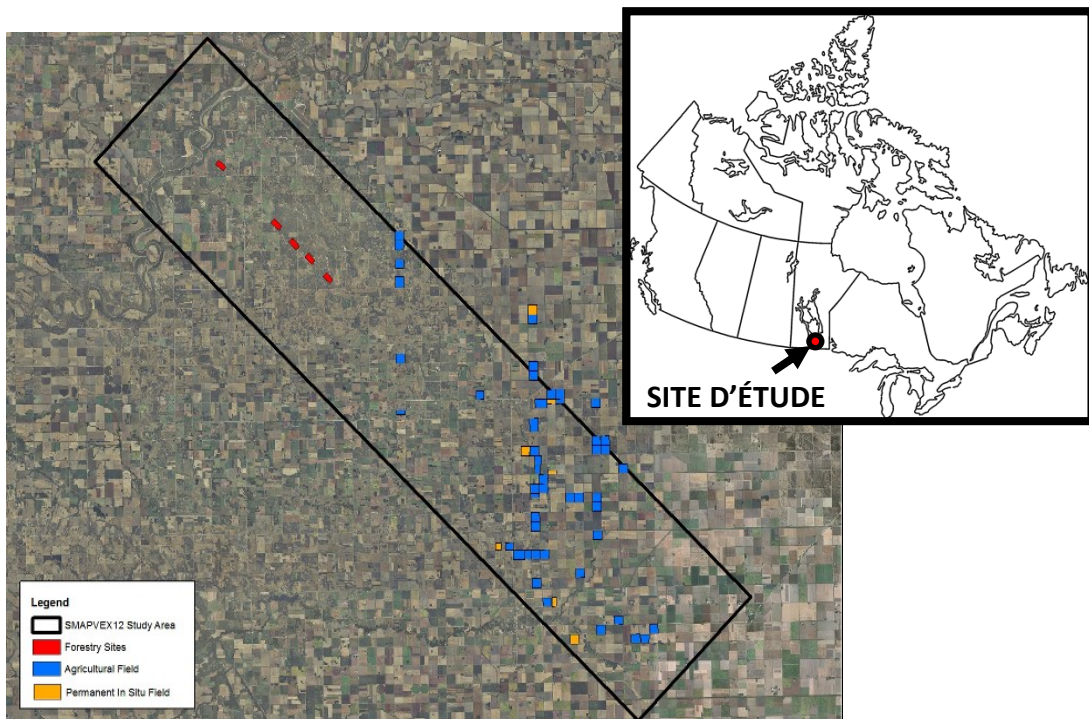 SITE D'ÉTUDE
Legend
SMAPVEX12 Study Area
Forestry Sites
Agricultural Field
Permanent In Situ Field